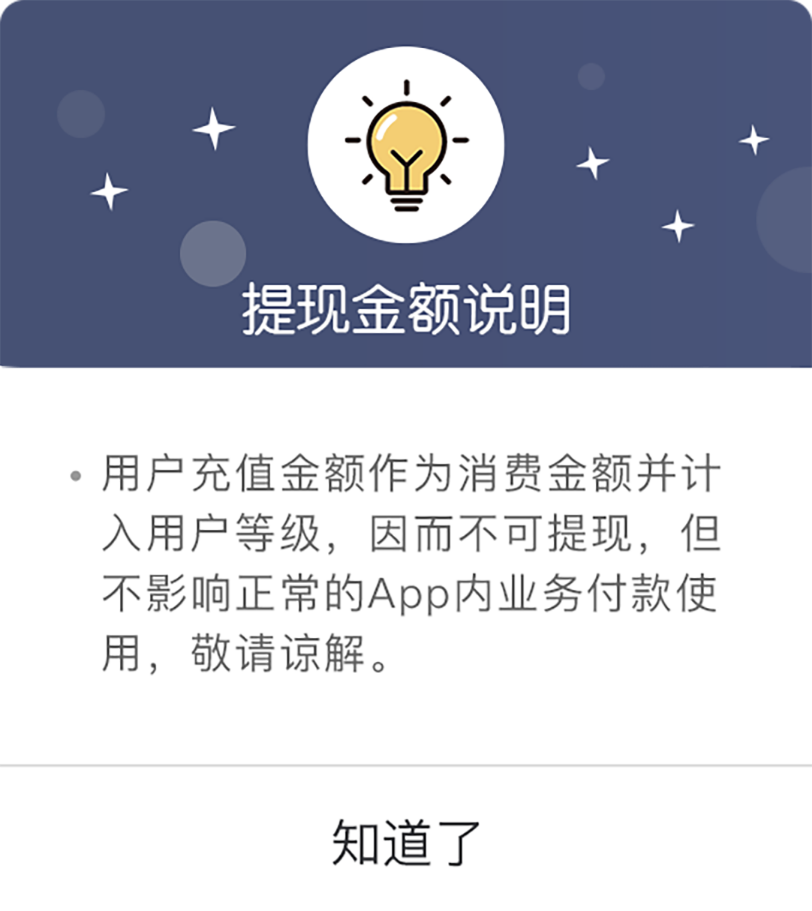 提现金额说明
• 用户充值金额作为消费金额并计
入用户等级，因而不可提现，但
不影响正常的App内业务付款使
用，敬请谅解。
知道了